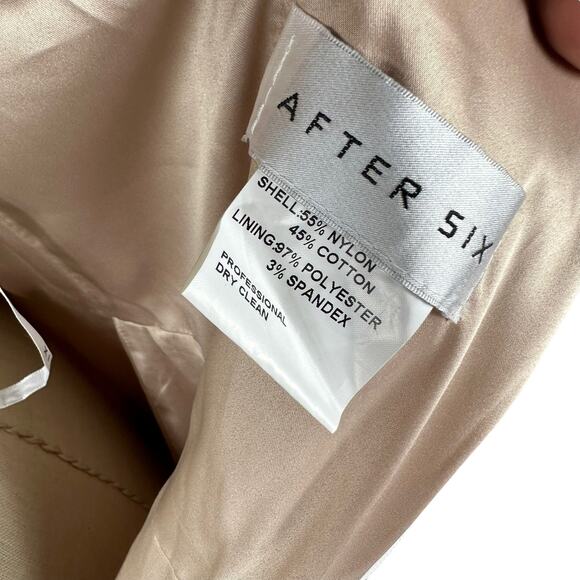 AFTER SIX
SHELL:55% NYLON
45% COTTON
LINING:97% POLYESTER
3% SPANDEX
PROFESSIONAL
DRY CLEAN